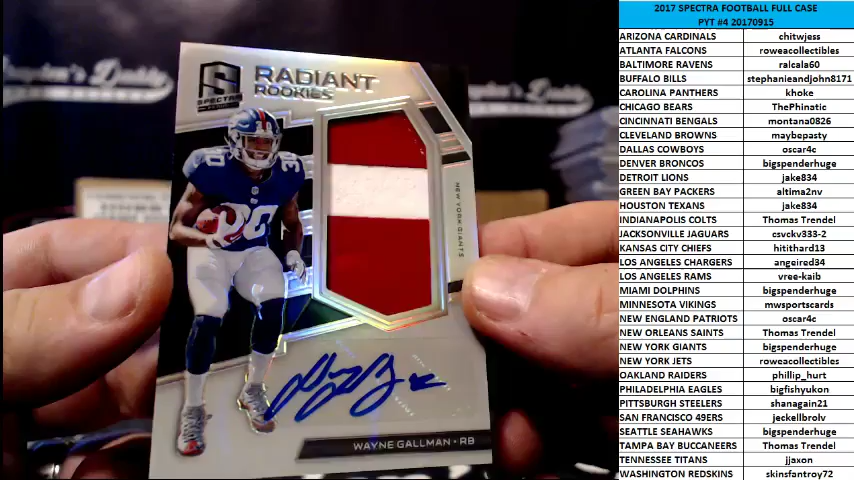 RADIANT
ROOKIES
SPECTRA
30
30
30
NEW YORK GIANTS
WAYNE GALLMAN • RB
2017 SPECTRA FOOTBALL FULL CASE
PYT #4 20170915
ARIZONA CARDINALS chitwjess
ATLANTA FALCONS roweacollectibles
BALTIMORE RAVENS ralcala60
BUFFALO BILLS stephanieandjohn8171
CAROLINA PANTHERS khoke
CHICAGO BEARS ThePhinatic
CINCINNATI BENGALS montana0826
CLEVELAND BROWNS maybepasty
DALLAS COWBOYS oscar4c
DENVER BRONCOS bigspenderhuge
DETROIT LIONS jake834
GREEN BAY PACKERS altima2nv
HOUSTON TEXANS jake834
INDIANAPOLIS COLTS Thomas Trendel
JACKSONVILLE JAGUARS csvckv333-2
KANSAS CITY CHIEFS hitithard13
LOS ANGELES CHARGERS angeired34
LOS ANGELES RAMS vree-kaib
MIAMI DOLPHINS bigspenderhuge
MINNESOTA VIKINGS mwsportscards
NEW ENGLAND PATRIOTS oscar4c
NEW ORLEANS SAINTS Thomas Trendel
NEW YORK GIANTS bigspenderhuge
NEW YORK JETS roweacollectibles
OAKLAND RAIDERS phillip_hurt
PHILADELPHIA EAGLES bigfishyukon
PITTSBURGH STEELERS shanagain21
SAN FRANCISCO 49ERS jeckellbrolv
SEATTLE SEAHAWKS bigspenderhuge
TAMPA BAY BUCCANEERS Thomas Trendel
TENNESSEE TITANS jjaxon
WASHINGTON REDSKINS skinsfantroy72